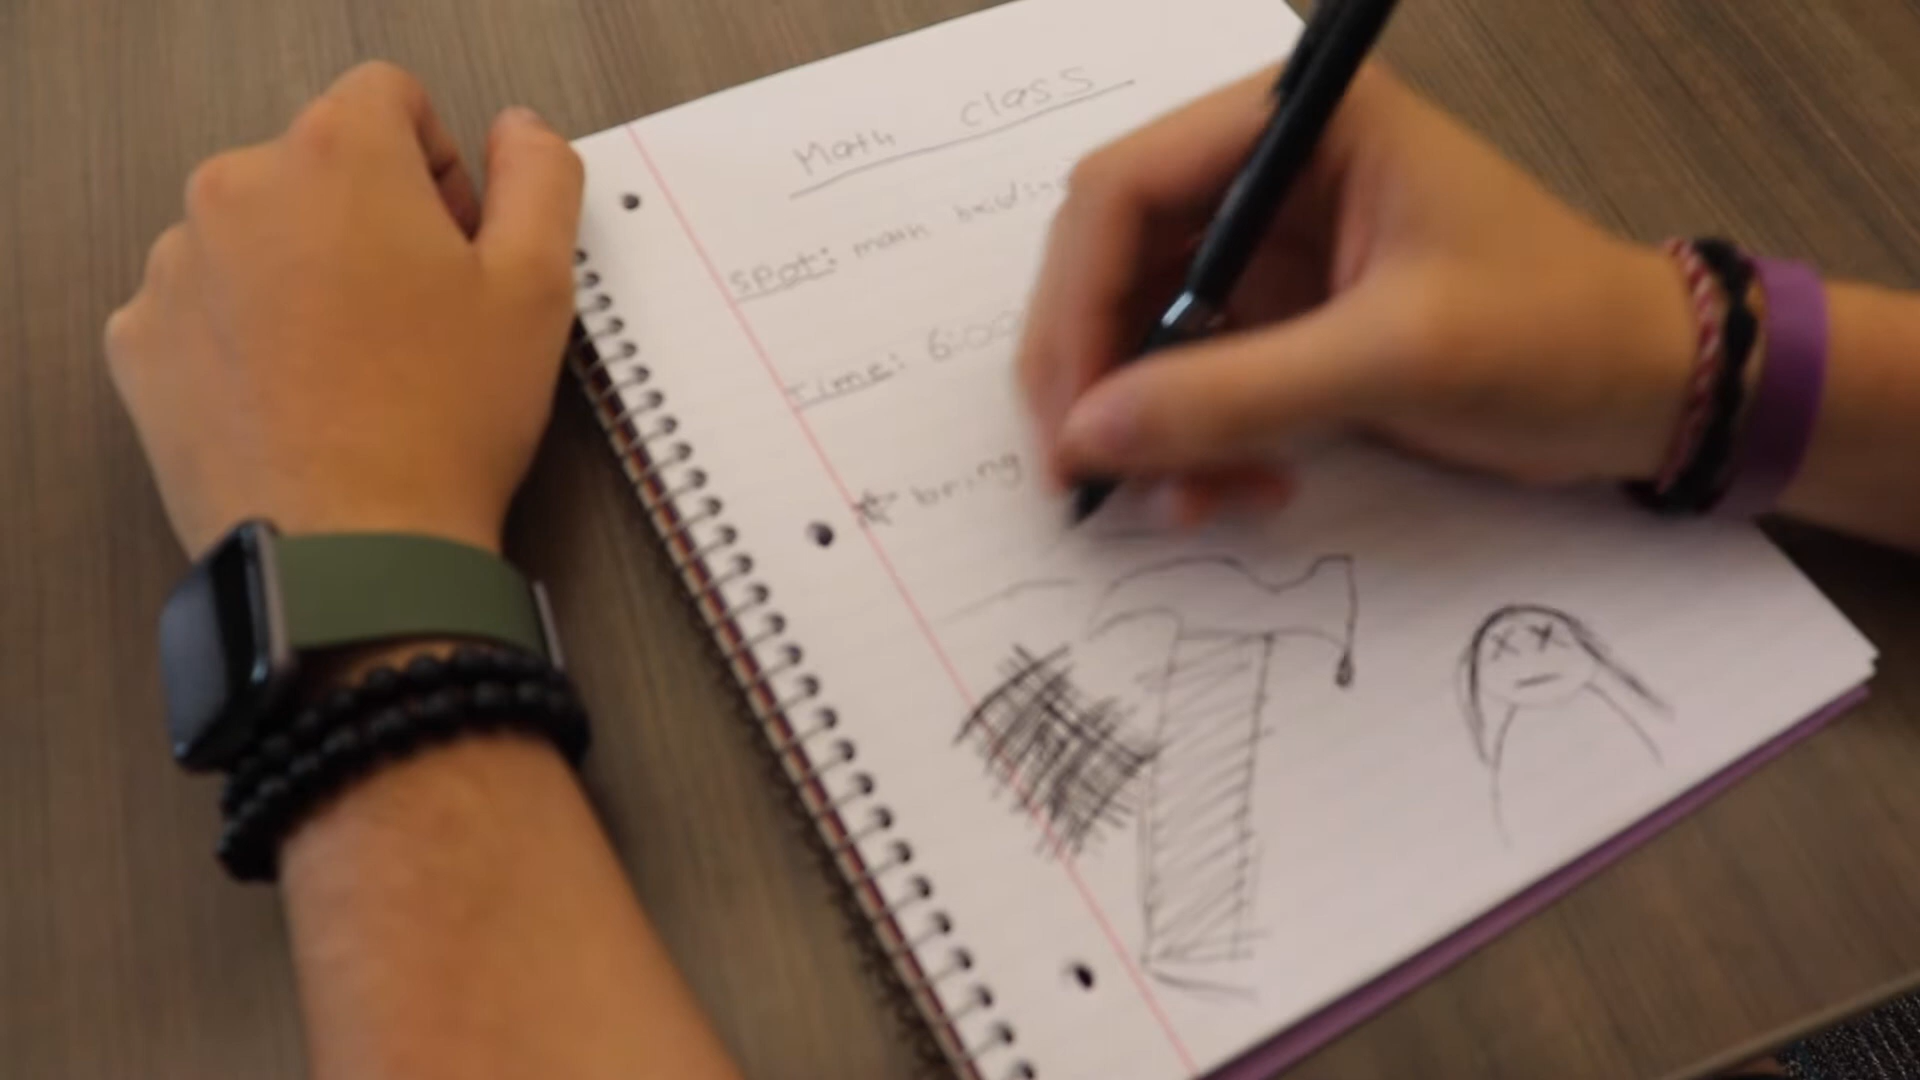 Math class
spot: math
Time: 6:00
☆ bring